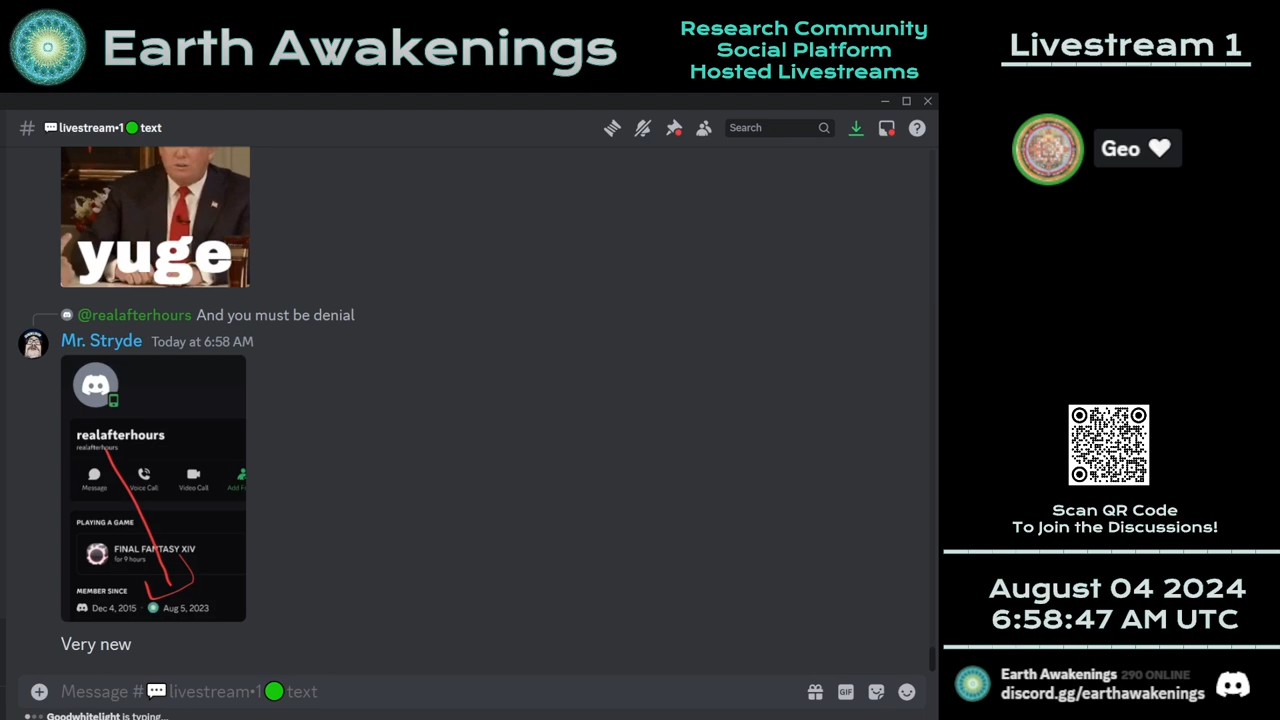 Earth Awakenings
Research Community
Social Platform
Hosted Livestreams
Livestream 1
# 💬livestream•1🟢text
Search
Geo 🤍
yuge
@realafterhours And you must be denial
Mr. Stryde Today at 6:58 AM
realafterhours
realafterhours
Message Voice Call Video Call Add F
PLAYING A GAME
FINAL FANTASY XIV
for 9 hours
MEMBER SINCE
Dec 4, 2015 · Aug 5, 2023
Very new
Message #💬livestream•1🟢text
GIF
Goodwhitelight is typing...
Scan QR Code
To Join the Discussions!
August 04 2024
6:58:47 AM UTC
Earth Awakenings 290 ONLINE
discord.gg/earthawakenings